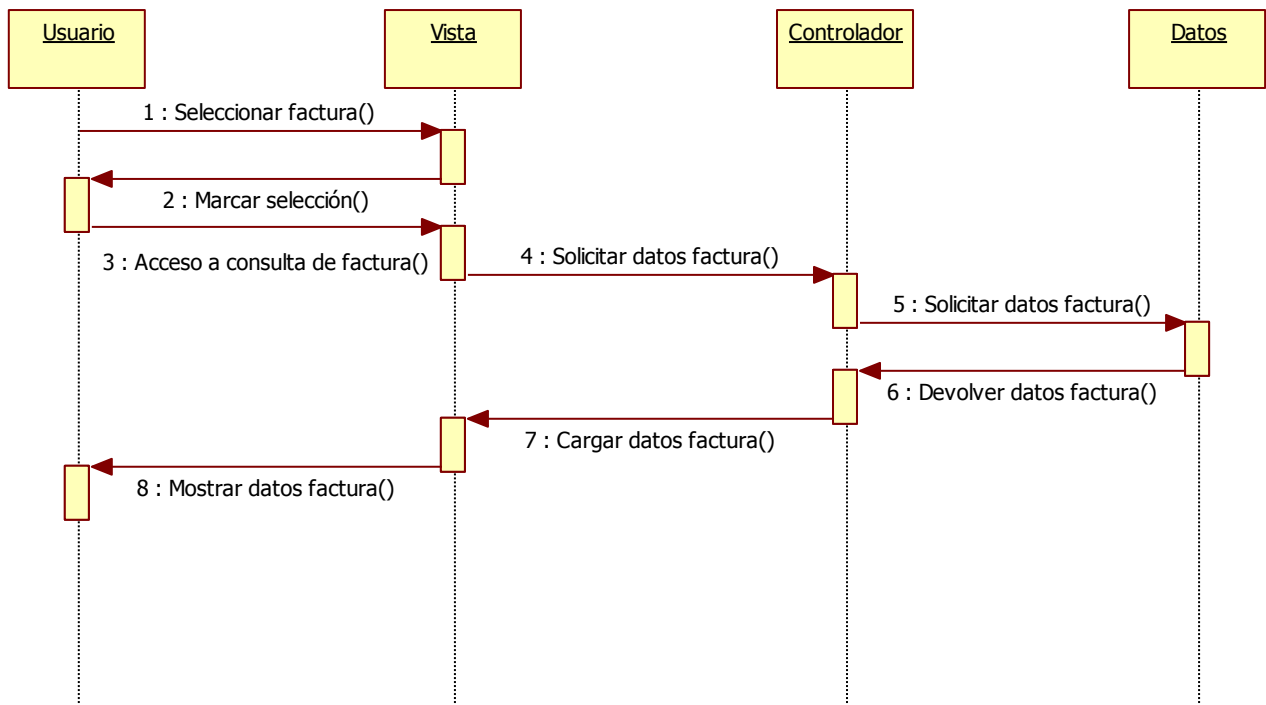 Usuario
Vista
Controlador
Datos
1 : Seleccionar factura()
2 : Marcar selección()
3 : Acceso a consulta de factura()
4 : Solicitar datos factura()
5 : Solicitar datos factura()
6 : Devolver datos factura()
7 : Cargar datos factura()
8 : Mostrar datos factura()